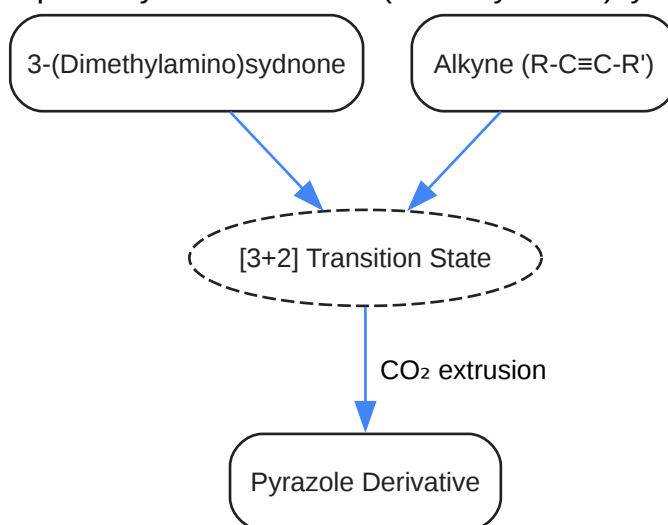 3-(Dimethylamino)sydnone
Alkyne (R-C≡C-R')
[3+2] Transition State
CO₂ extrusion
Pyrazole Derivative